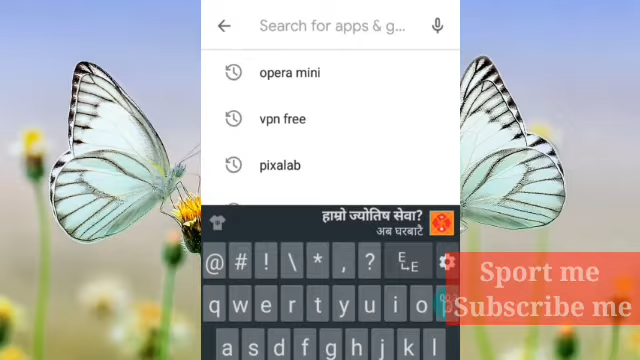 Search for apps & g...
opera mini
vpn free
pixalab
हाम्रो ज्योतिष सेवा?
अब घरबाटै
@ # ! \ * , ?
q w e r t y u i o
a s d f g h j k l
Sport me
Subscribe me